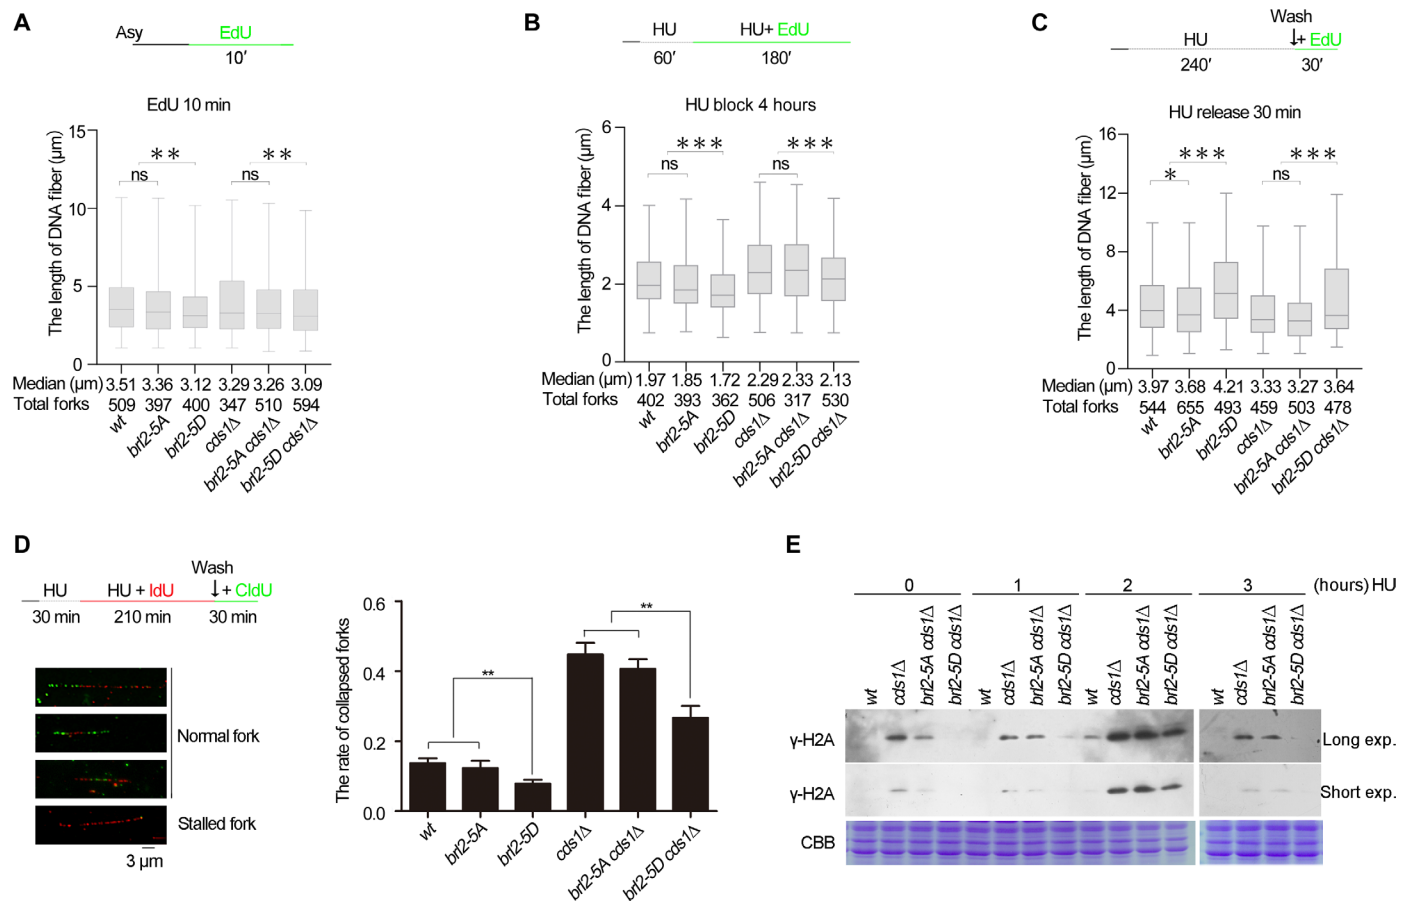 A
Asy EdU
10′
EdU 10 min
The length of DNA fiber (μm)
15
10
5
0
** **
ns ns
Median (μm) 3.51 3.36 3.12 3.29 3.26 3.09
Total forks 509 397 400 347 510 594
wt
brl2-5A
brl2-5D
cds1Δ
brl2-5A cds1Δ
brl2-5D cds1Δ
B
HU HU+ EdU
60′ 180′
HU block 4 hours
The length of DNA fiber (μm)
6
4
2
0
*** ***
ns ns
Median (μm) 1.97 1.85 1.72 2.29 2.33 2.13
Total forks 402 393 362 506 317 530
wt
brl2-5A
brl2-5D
cds1Δ
brl2-5A cds1Δ
brl2-5D cds1Δ
C
Wash
HU ↓+ EdU
240′ 30′
HU release 30 min
The length of DNA fiber (μm)
16
12
8
4
0
*** ***
* ns
Median (μm) 3.97 3.68 4.21 3.33 3.27 3.64
Total forks 544 655 493 459 503 478
wt
brl2-5A
brl2-5D
cds1Δ
brl2-5A cds1Δ
brl2-5D cds1Δ
D
Wash
HU HU + IdU ↓+ CldU
30 min 210 min 30 min
Normal fork
Stalled fork
3 μm
The rate of collapsed forks
0.6
0.4
0.2
0.0
** **
wt
brl2-5A
brl2-5D
cds1Δ
brl2-5A cds1Δ
brl2-5D cds1Δ
E
0 1 2 3 (hours) HU
wt cds1Δ brl2-5A cds1Δ brl2-5D cds1Δ wt cds1Δ brl2-5A cds1Δ brl2-5D cds1Δ wt cds1Δ brl2-5A cds1Δ brl2-5D cds1Δ wt cds1Δ brl2-5A cds1Δ brl2-5D cds1Δ
γ-H2A Long exp.
γ-H2A Short exp.
CBB